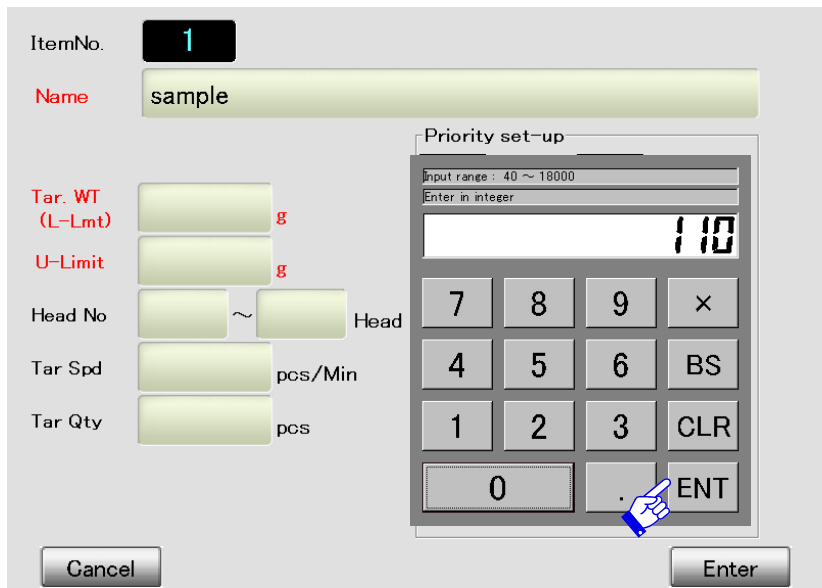 ItemNo. 1
Name sample
Priority set-up
Input range : 40 ～ 18000
Enter in integer
110
Tar. WT
(L-Lmt) g
U-Limit g
Head No ～ Head
Tar Spd pcs/Min
Tar Qty pcs
7 8 9 ×
4 5 6 BS
1 2 3 CLR
0 . ENT
Cancel Enter